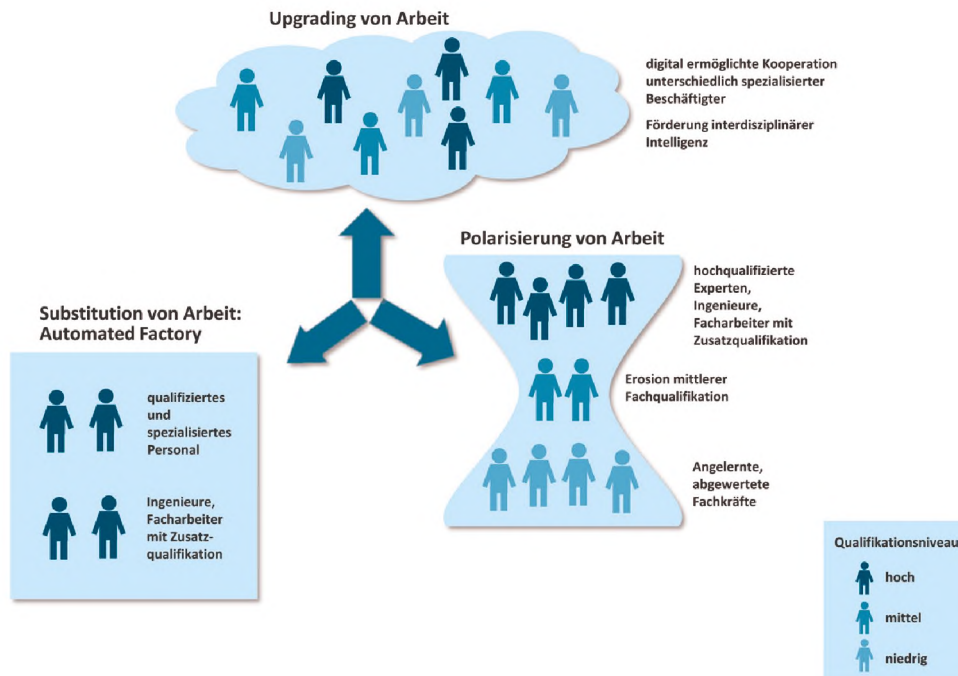 Upgrading von Arbeit
digital ermöglichte Kooperation
unterschiedlich spezialisierter
Beschäftigter
Förderung interdisziplinärer
Intelligenz
Polarisierung von Arbeit
hochqualifizierte
Experten,
Ingenieure,
Facharbeiter mit
Zusatzqualifikation
Erosion mittlerer
Fachqualifikation
Angelernte,
abgewertete
Fachkräfte
Substitution von Arbeit:
Automated Factory
qualifiziertes
und
spezialisiertes
Personal
Ingenieure,
Facharbeiter
mit Zusatz-
qualifikation
Qualifikationsniveau
hoch
mittel
niedrig